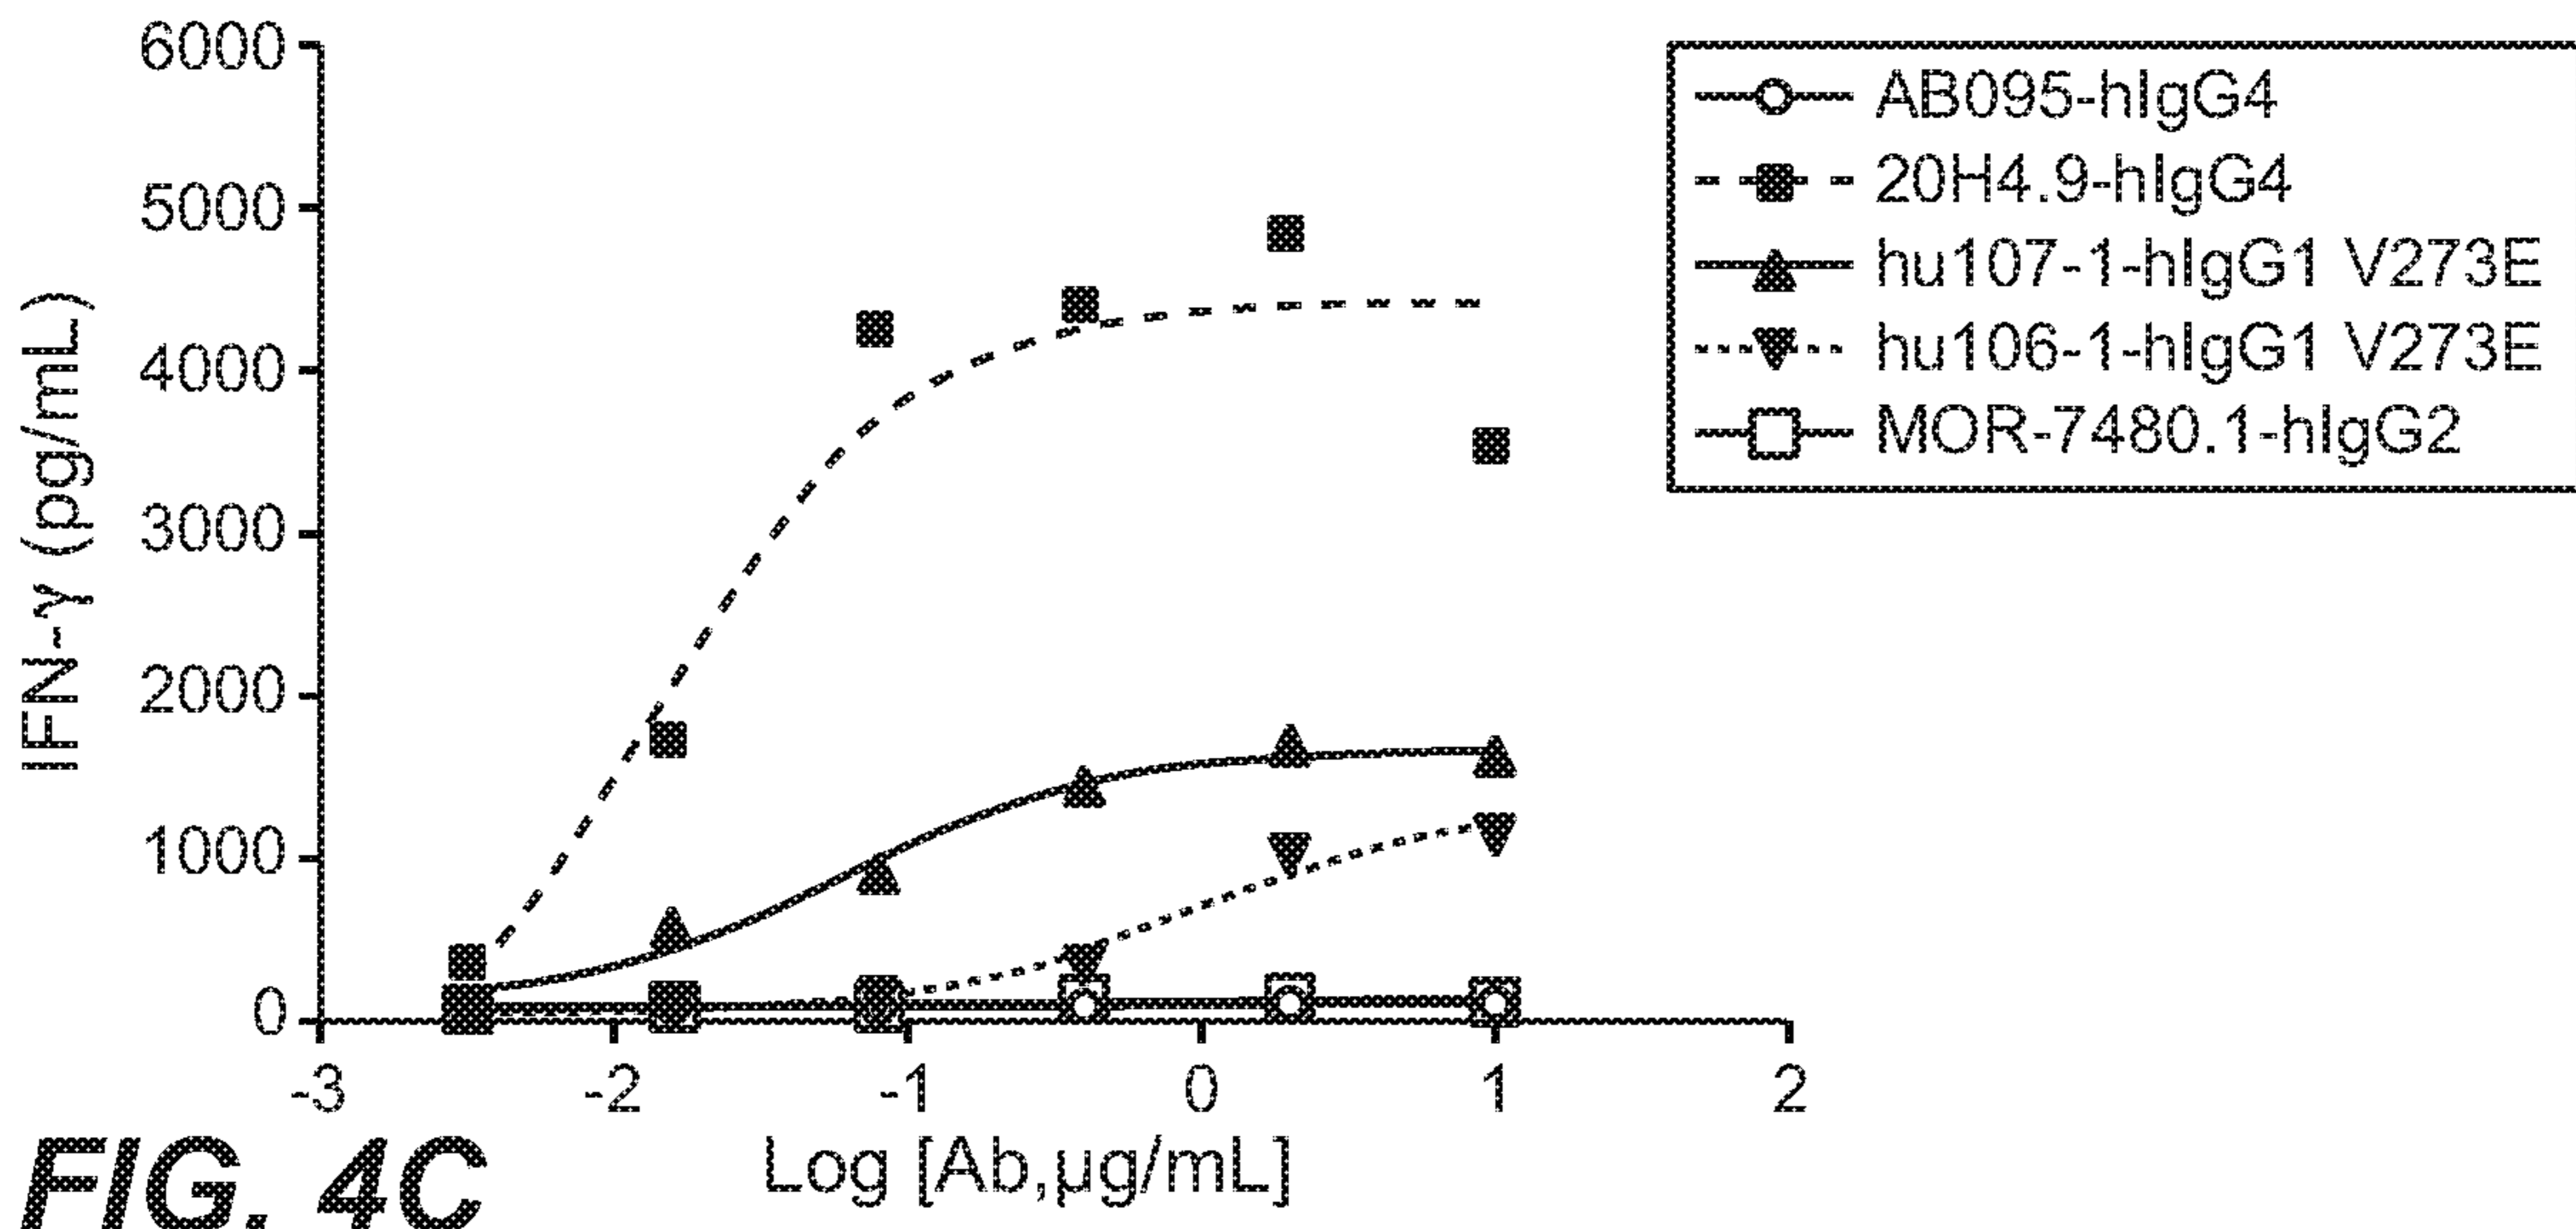 6000
5000
4000
3000
2000
1000
0
IFN-γ (pg/mL)
-3 -2 -1 0 1 2
Log [Ab,µg/mL]
AB095-hIgG4
20H4.9-hIgG4
hu107-1-hIgG1 V273E
hu106-1-hIgG1 V273E
MOR-7480.1-hIgG2
FIG. 4C